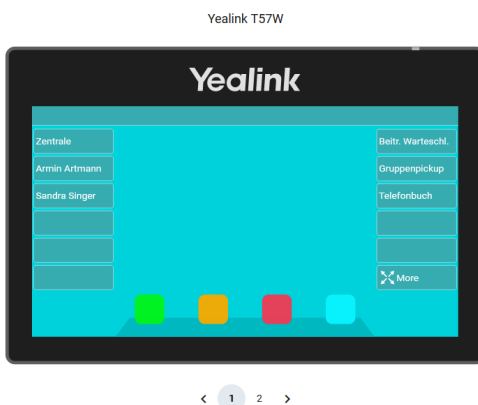 Yealink T57W
Yealink
Zentrale
Beitr. Warteschl.
Armin Artmann
Gruppenpickup
Sandra Singer
Telefonbuch
More
1 2